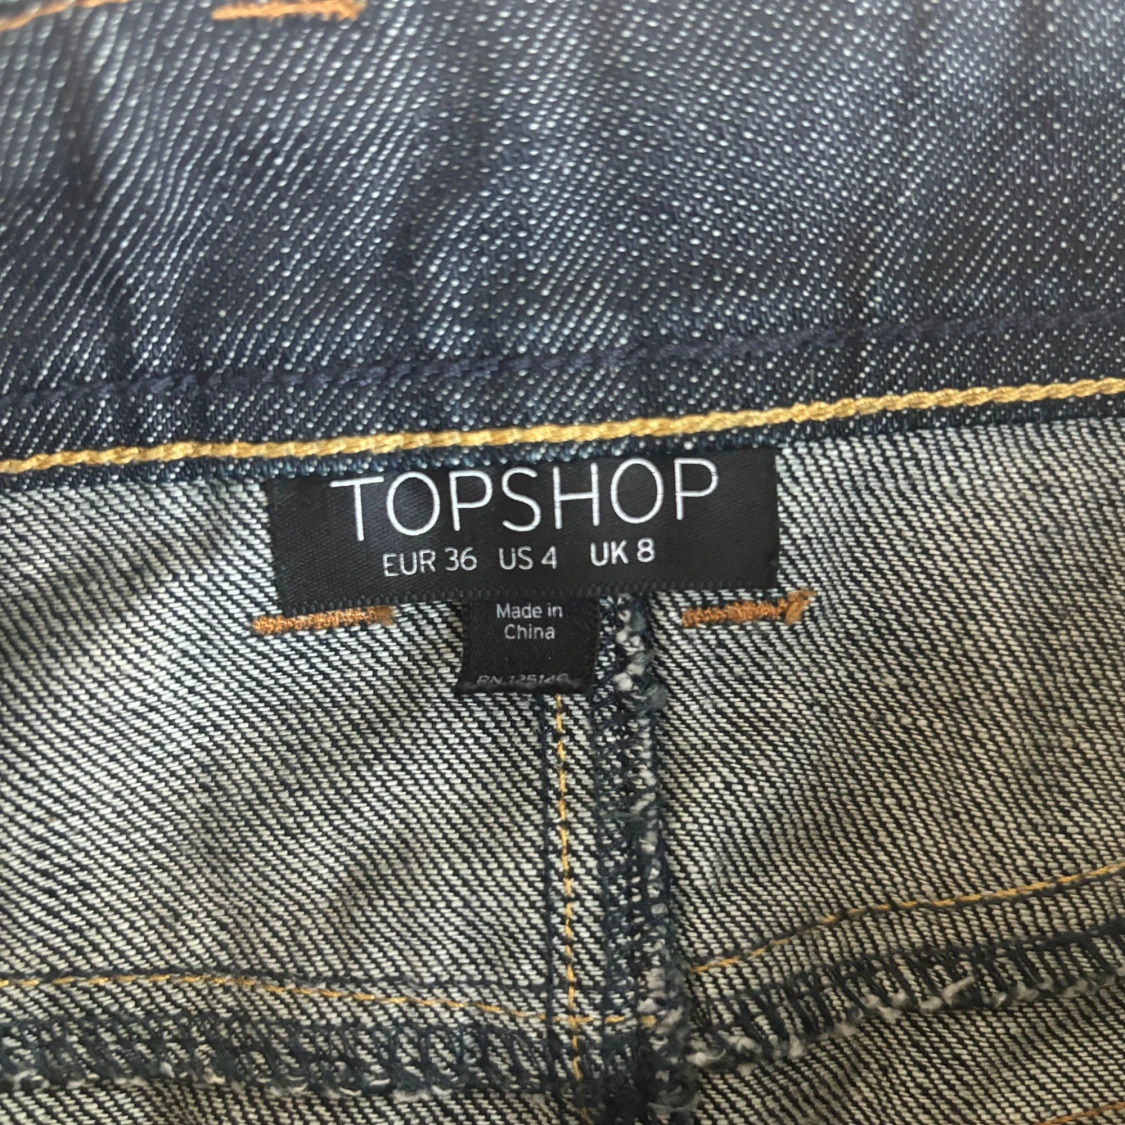 TOPSHOP
EUR 36 US 4 UK 8
Made in
China